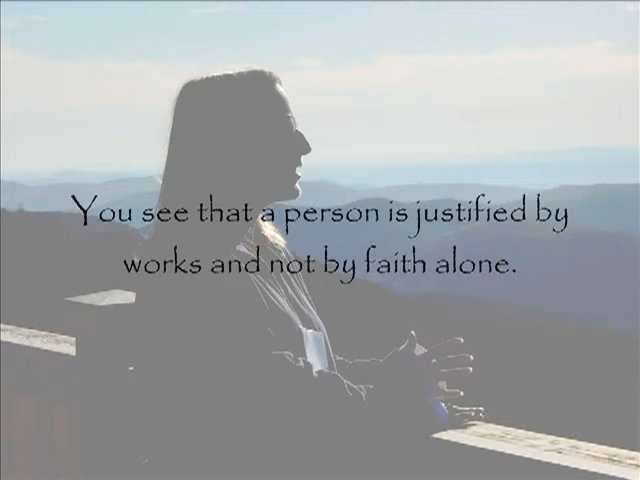 You see that a person is justified by
works and not by faith alone.